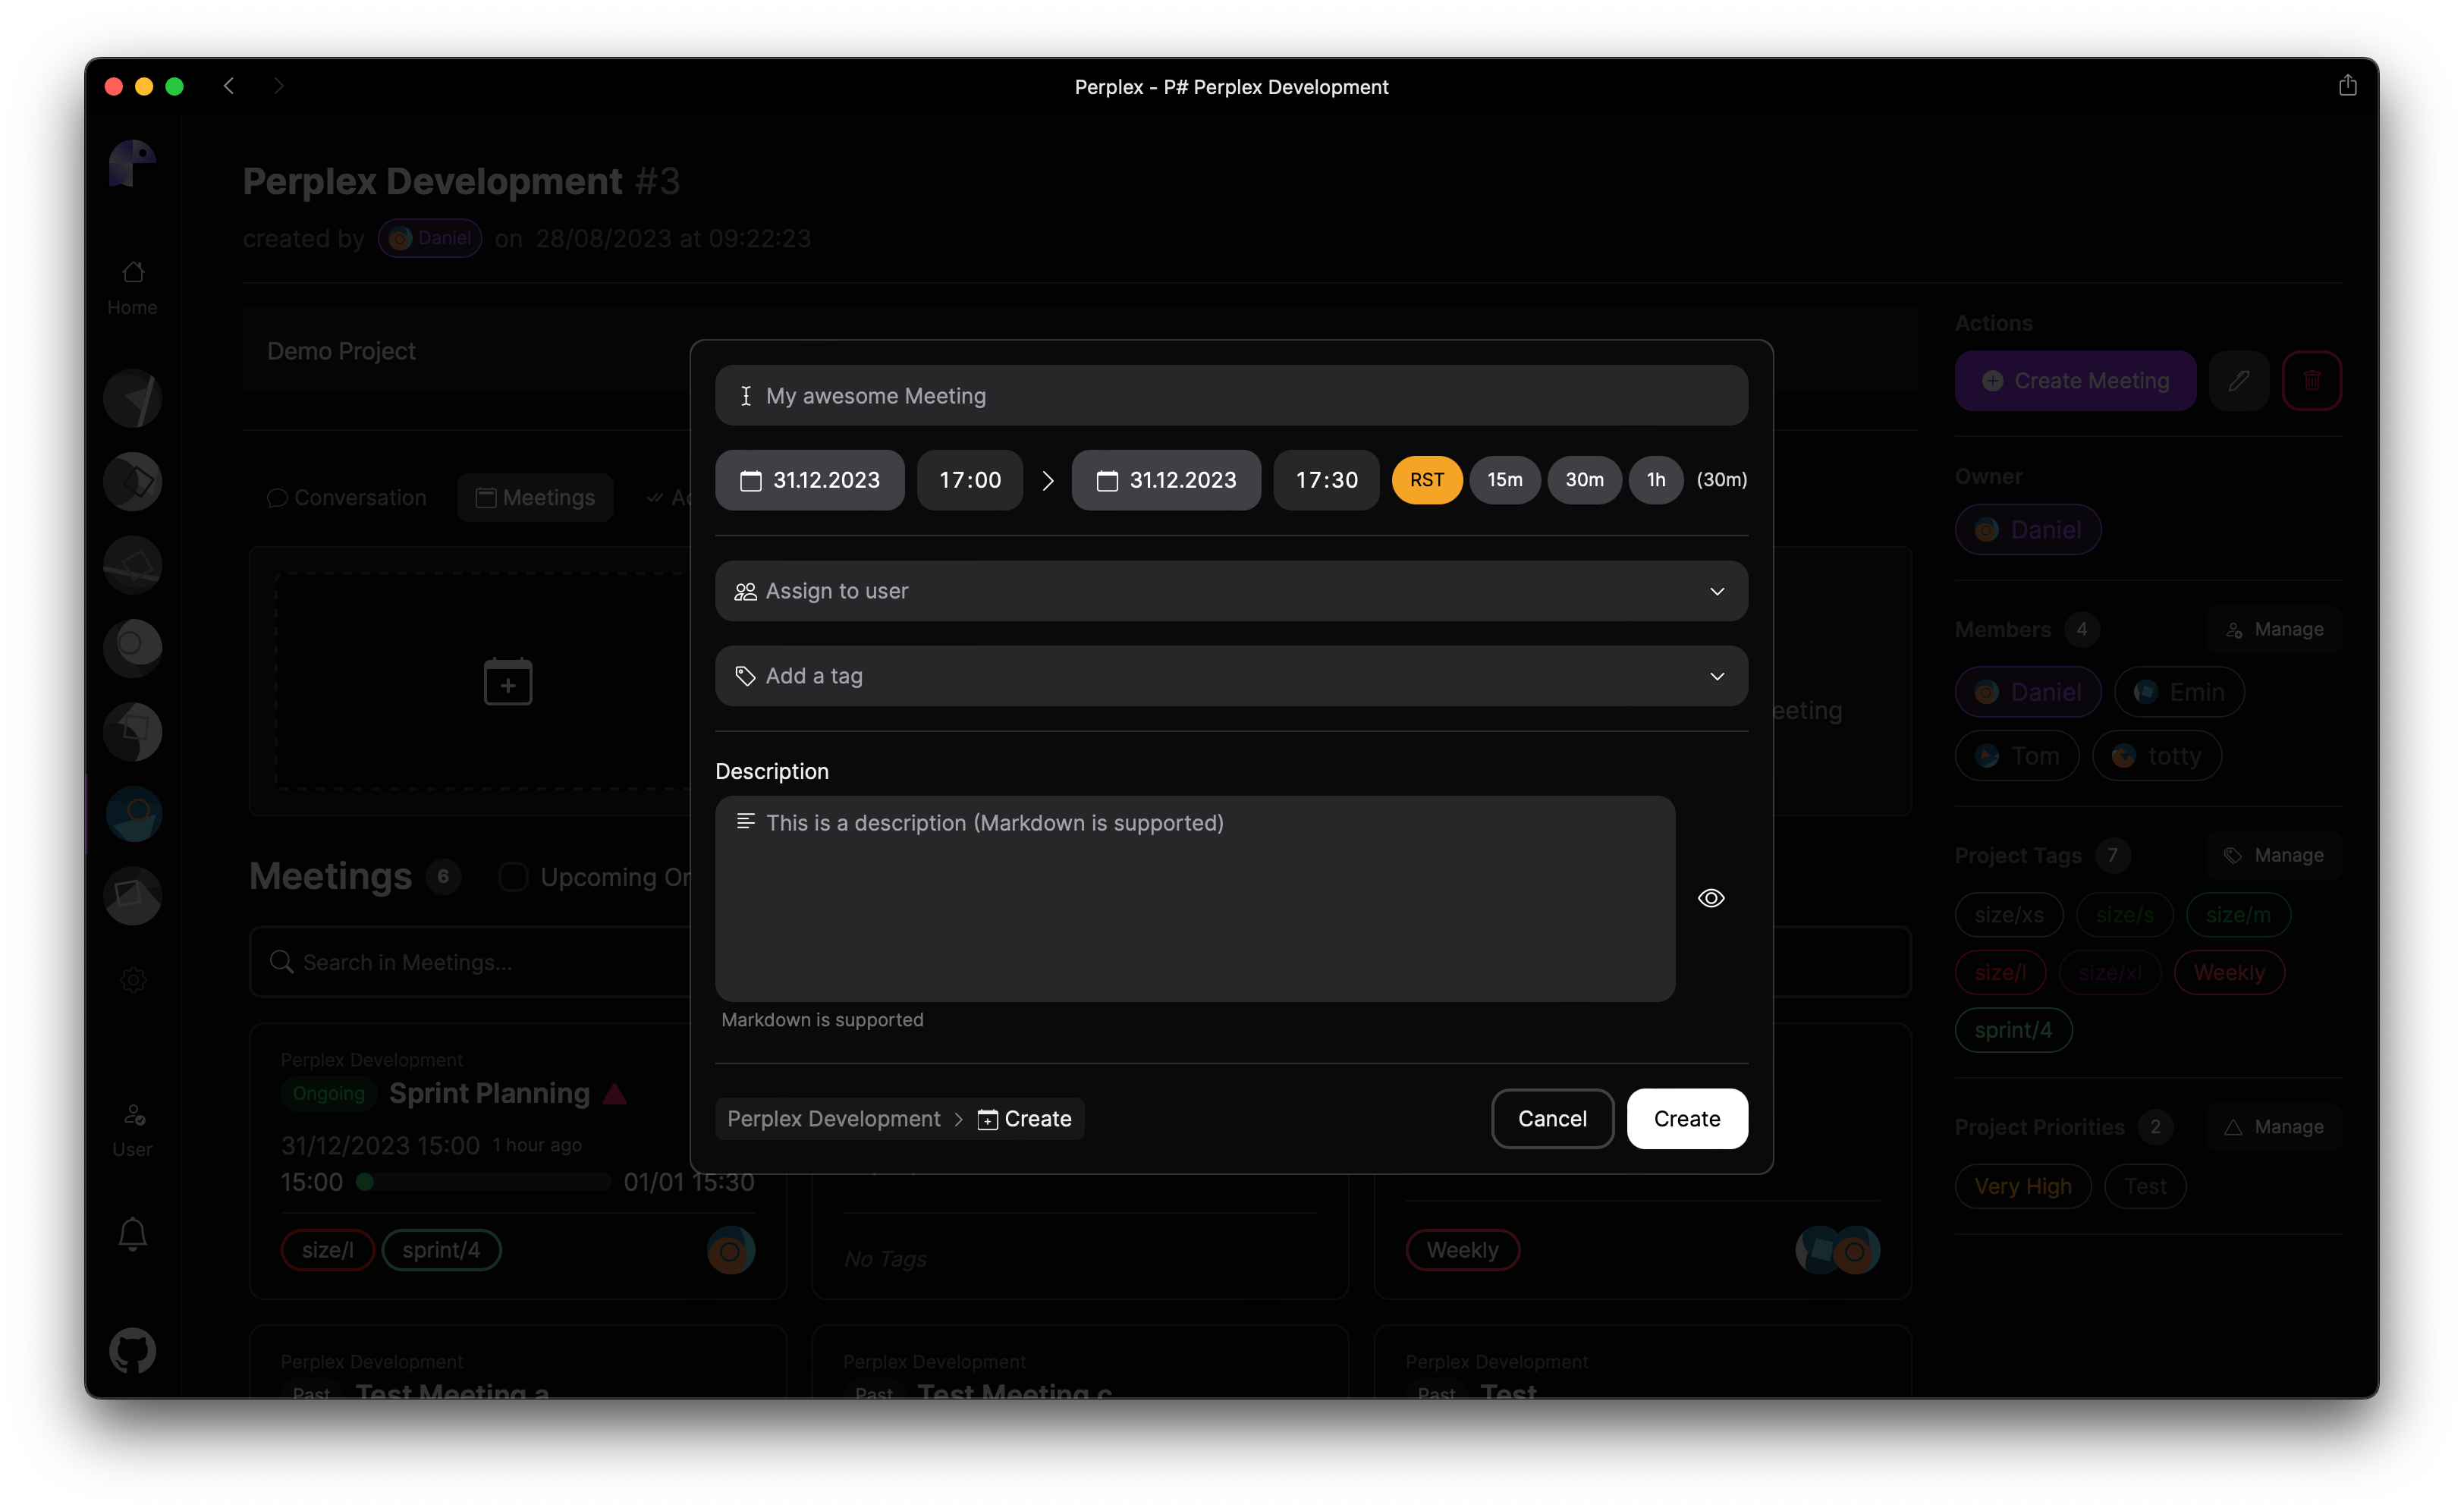 Perplex - P# Perplex Development
Perplex Development #3
created by Daniel on 28/08/2023 at 09:22:23
Home
Demo Project
Conversation
Meetings
My awesome Meeting
31.12.2023 17:00 31.12.2023 17:30 RST 15m 30m 1h (30m)
Assign to user
Add a tag
Description
This is a description (Markdown is supported)
Markdown is supported
Perplex Development > Create
Cancel
Create
Actions
Create Meeting
Owner
Daniel
Members 4 Manage
Daniel Emin
Tom totty
Project Tags 7 Manage
size/xs size/s size/m
size/l size/xl Weekly
sprint/4
Project Priorities 2 Manage
Very High Test
eeting
Meetings 6 Upcoming
Search in Meetings...
Perplex Development
Ongoing Sprint Planning
31/12/2023 15:00 1 hour ago
15:00 01/01 15:30
size/l sprint/4
No Tags
Weekly
User
Perplex Development
Past Test Meeting a
Perplex Development
Past Test Meeting c
Perplex Development
Past Test